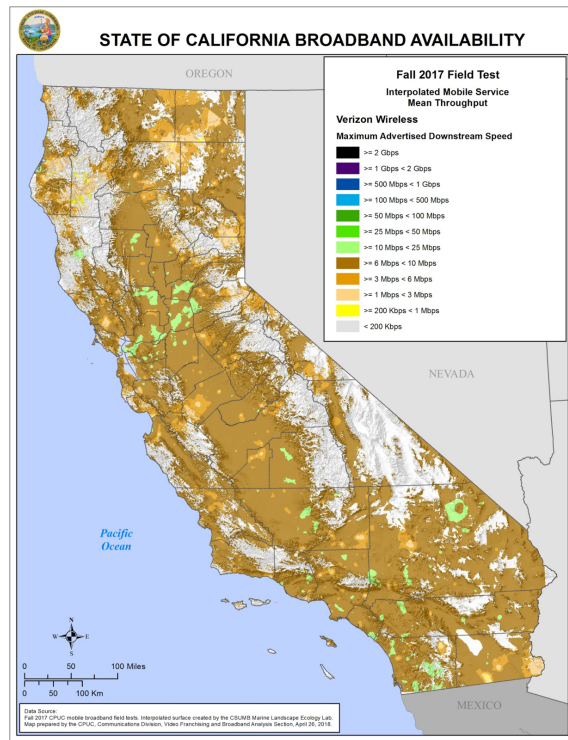 STATE OF CALIFORNIA BROADBAND AVAILABILITY
OREGON
Fall 2017 Field Test
Interpolated Mobile Service
Mean Throughput
Verizon Wireless
Maximum Advertised Downstream Speed
>= 2 Gbps
>= 1 Gbps < 2 Gbps
>= 500 Mbps < 1 Gbps
>= 100 Mbps < 500 Mbps
>= 50 Mbps < 100 Mbps
>= 25 Mbps < 50 Mbps
>= 10 Mbps < 25 Mbps
>= 6 Mbps < 10 Mbps
>= 3 Mbps < 6 Mbps
>= 1 Mbps < 3 Mbps
>= 200 Kbps < 1 Mbps
< 200 Kbps
NEVADA
Pacific
Ocean
N
W E
S
0 50 100 Miles
0 50 100 Km
MEXICO
Data Source:
Fall 2017 CPUC mobile broadband field tests. Interpolated surface created by the CSUMB Marine Landscape Ecology Lab.
Map prepared by the CPUC, Communications Division, Video Franchising and Broadband Analysis Section, April 26, 2018.